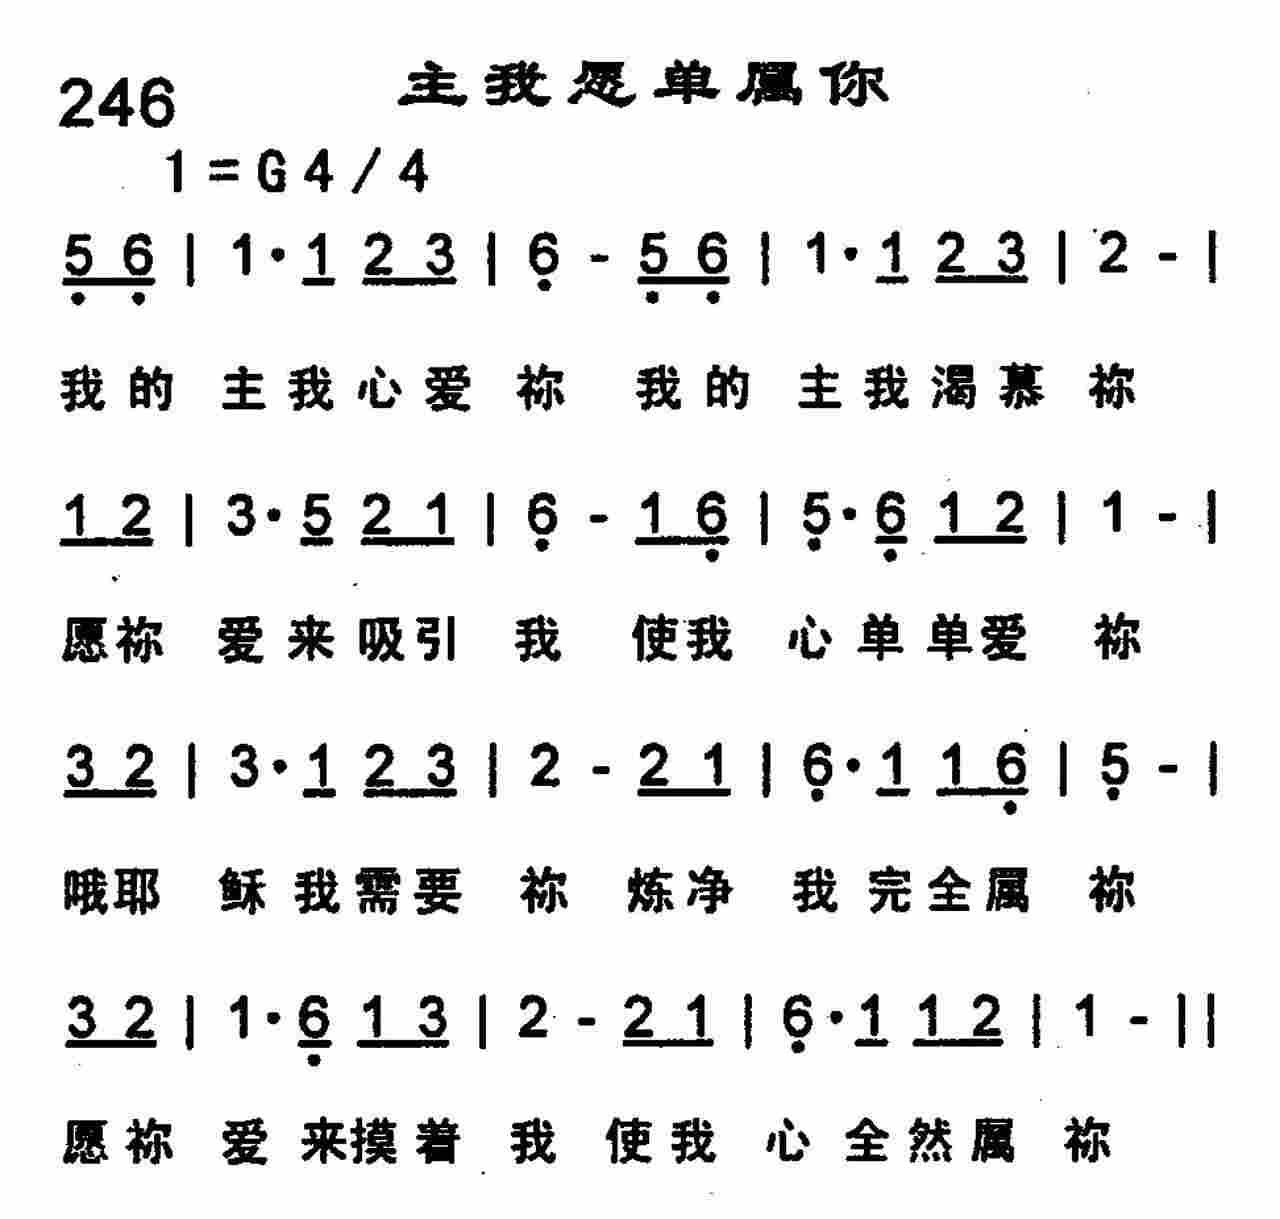 246 主我愿单属你
1=G4/4
5 6 | 1·1 2 3 | 6 - 5 6 | 1·1 2 3 | 2 - |
我的 主我心爱 祢 我的 主我渴慕 祢
1 2 | 3·5 2 1 | 6 - 1 6 | 5·6 1 2 | 1 - |
愿祢 爱来吸引 我 使我 心单单爱 祢
3 2 | 3·1 2 3 | 2 - 2 1 | 6·1 1 6 | 5 - |
哦耶 稣我需要 祢 炼净 我完全属 祢
3 2 | 1·6 1 3 | 2 - 2 1 | 6·1 1 2 | 1 - ||
愿祢 爱来摸着 我 使我 心全然属 祢